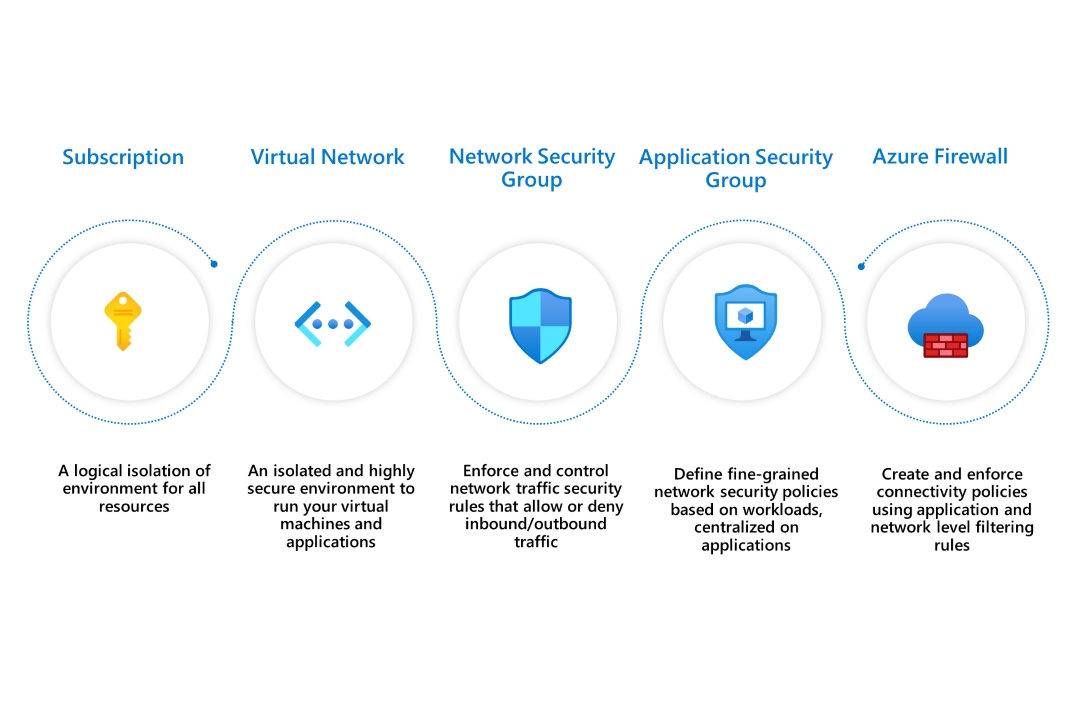 Subscription
Virtual Network
Network Security
Group
Application Security
Group
Azure Firewall
A logical isolation of
environment for all
resources
An isolated and highly
secure environment to
run your virtual
machines and
applications
Enforce and control
network traffic security
rules that allow or deny
inbound/outbound
traffic
Define fine-grained
network security policies
based on workloads,
centralized on
applications
Create and enforce
connectivity policies
using application and
network level filtering
rules